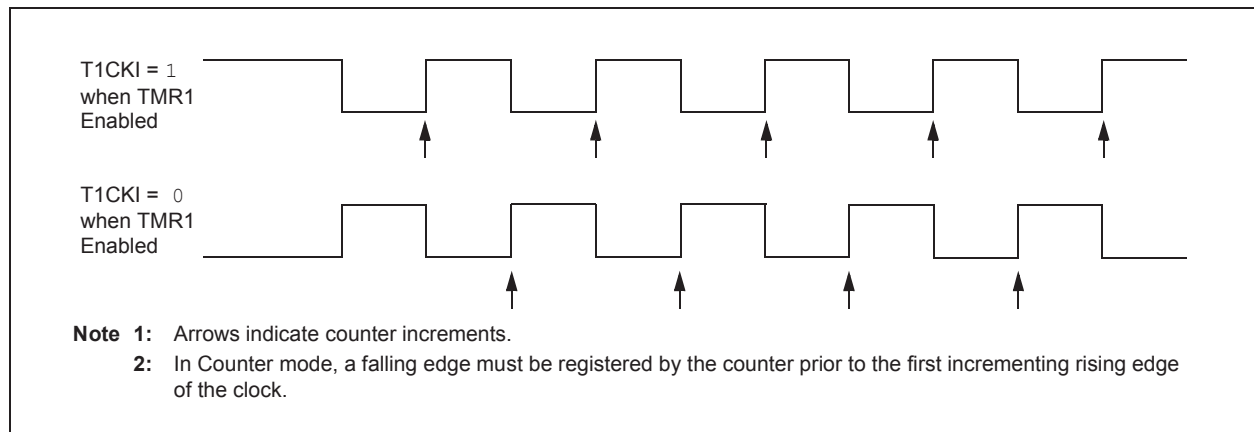 T1CKI = 1
when TMR1
Enabled
T1CKI = 0
when TMR1
Enabled
Note 1: Arrows indicate counter increments.
2: In Counter mode, a falling edge must be registered by the counter prior to the first incrementing rising edge
of the clock.